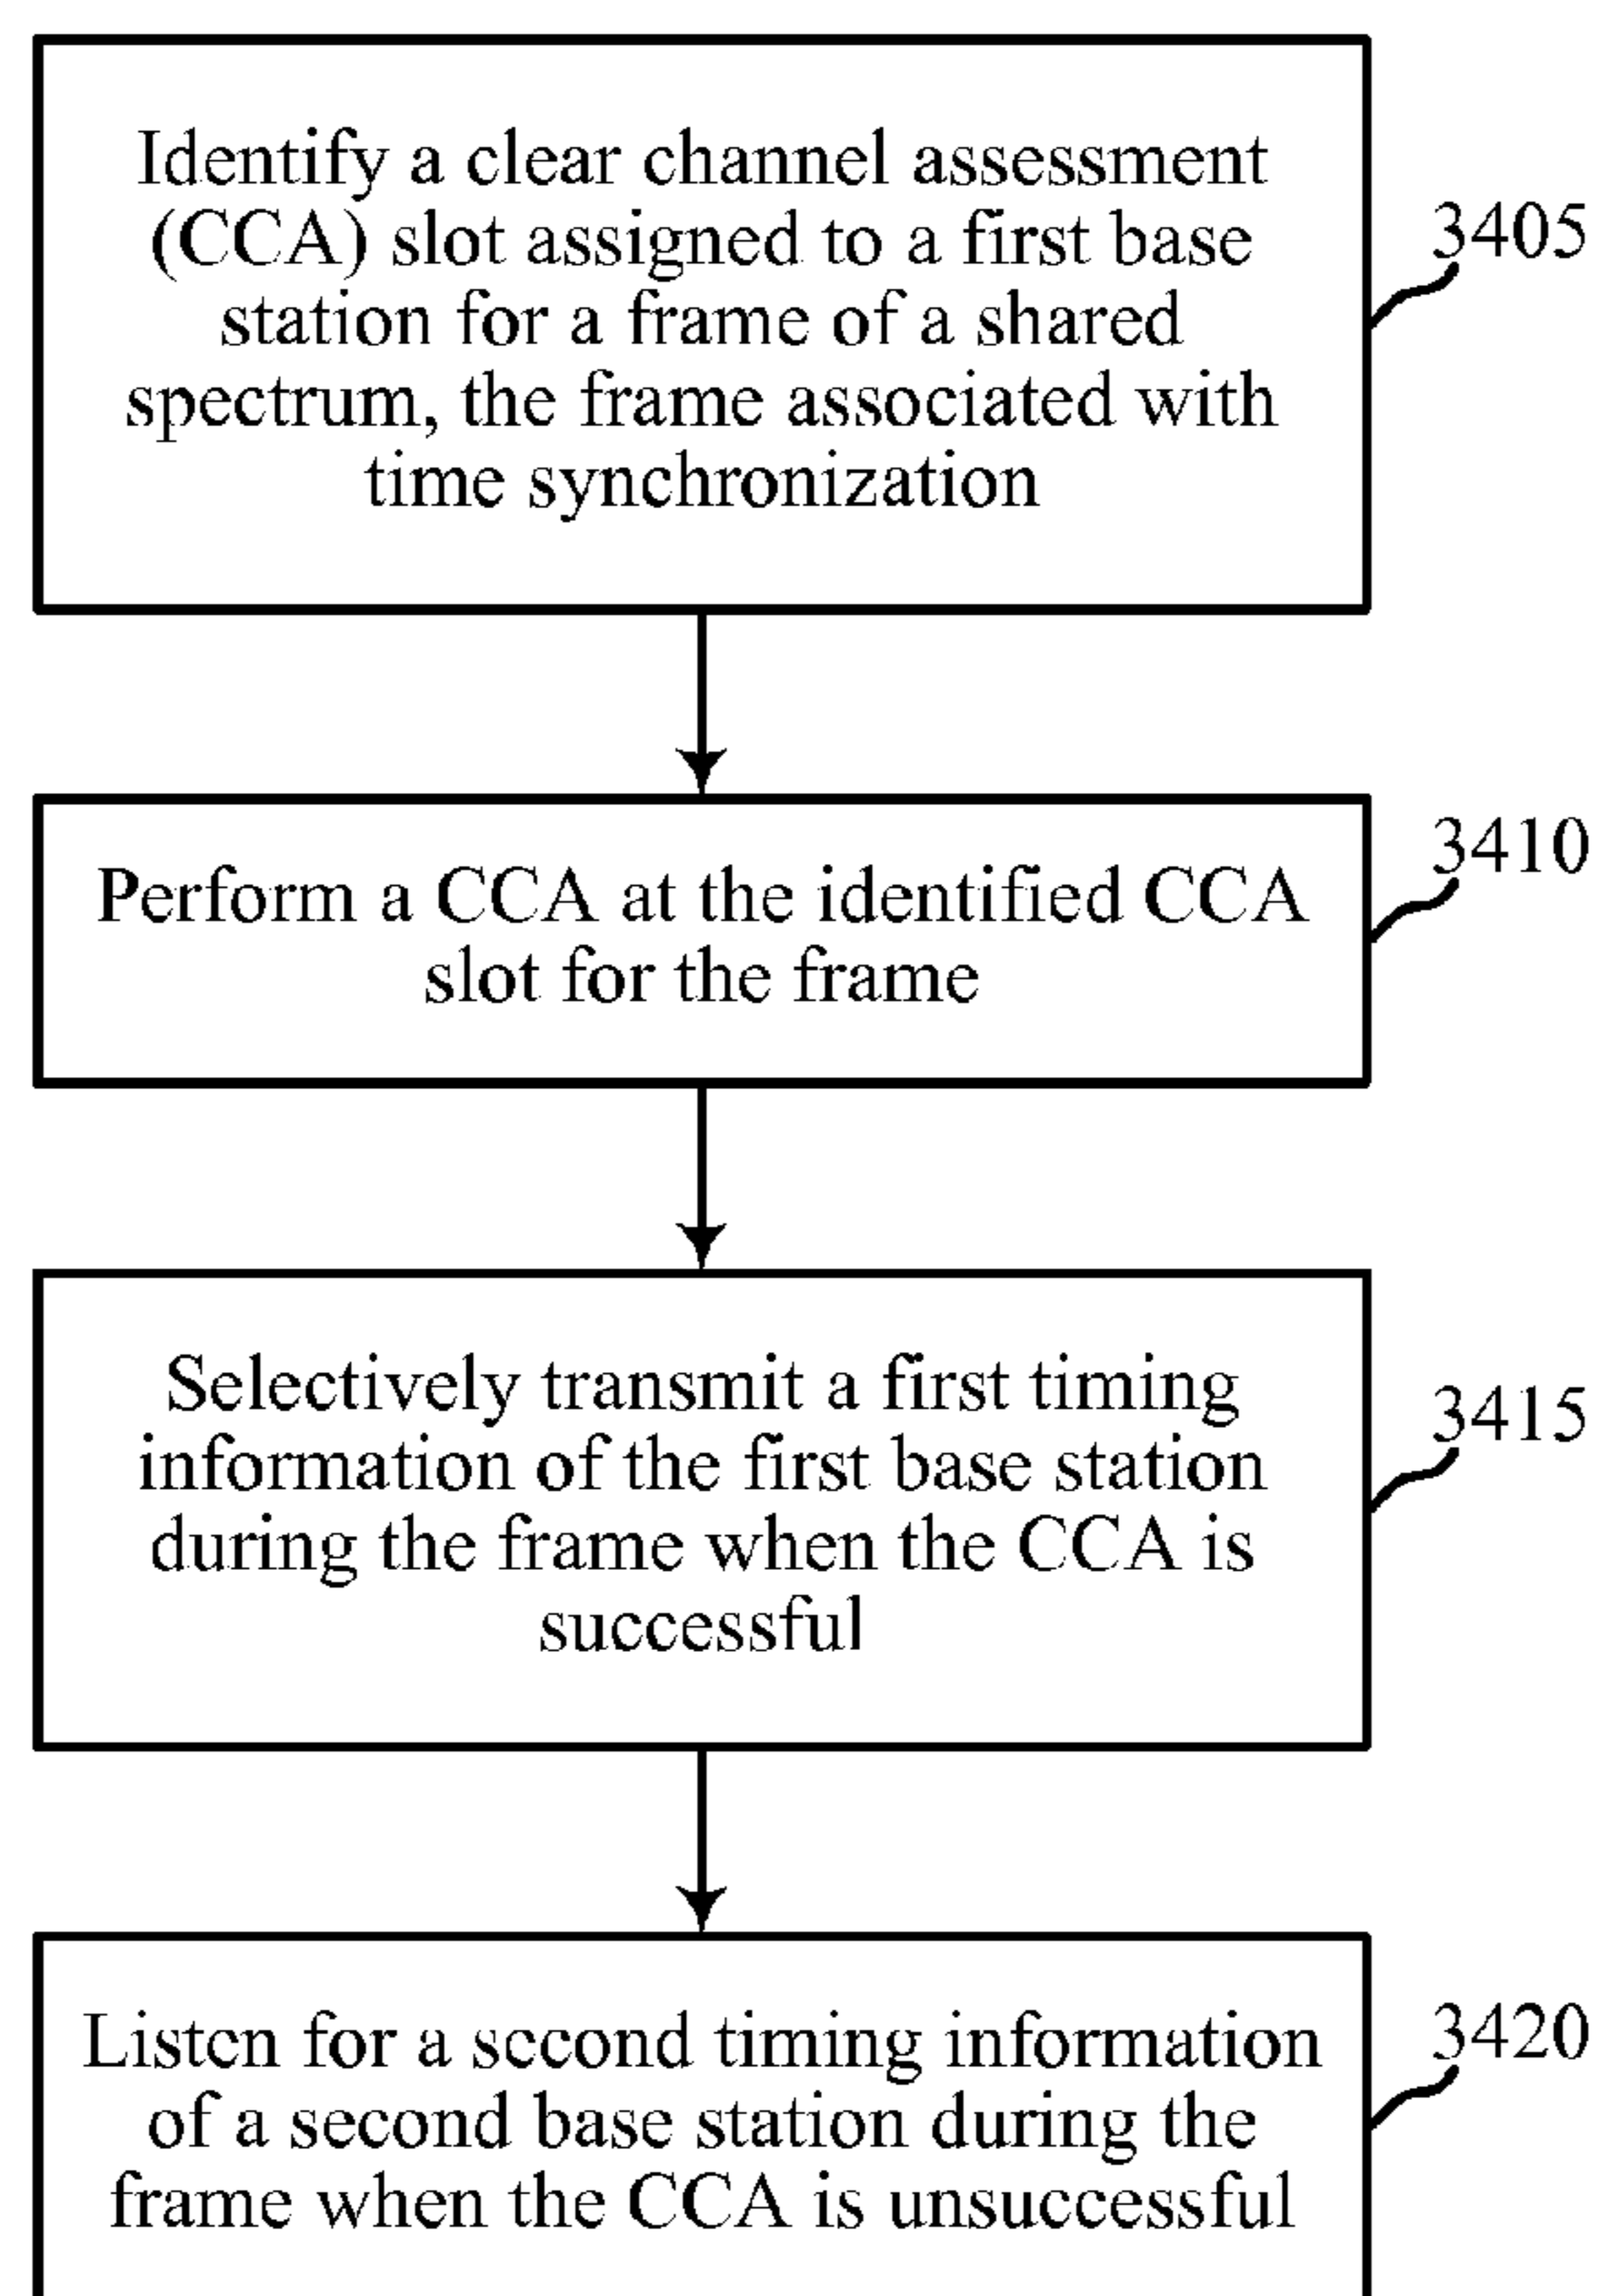 Identify a clear channel assessment
(CCA) slot assigned to a first base
station for a frame of a shared
spectrum, the frame associated with
time synchronization
3405
Perform a CCA at the identified CCA
slot for the frame
3410
Selectively transmit a first timing
information of the first base station
during the frame when the CCA is
successful
3415
Listen for a second timing information
of a second base station during the
frame when the CCA is unsuccessful
3420